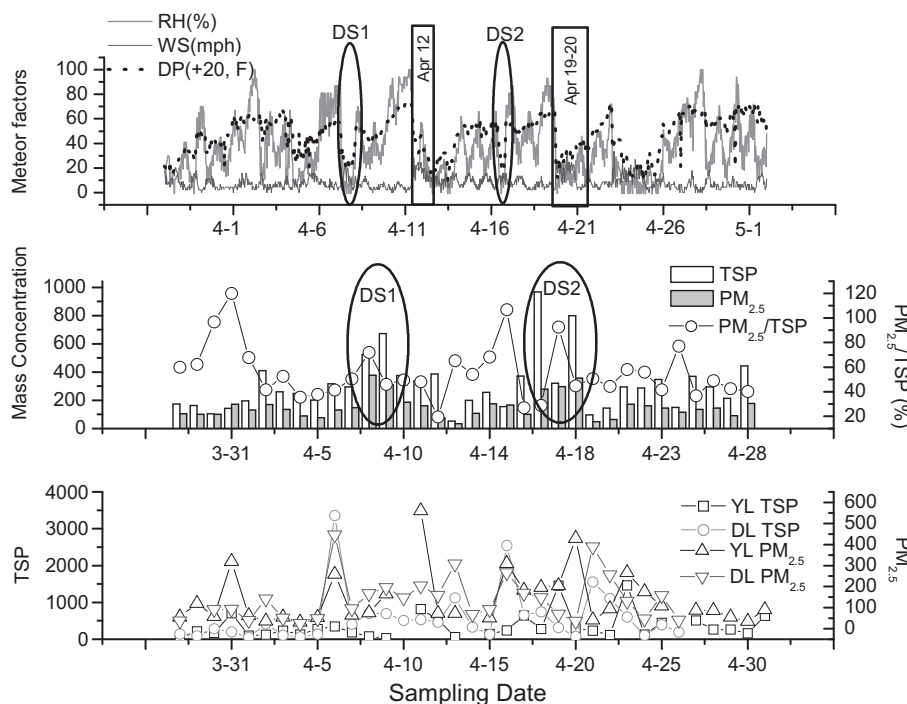 RH(%)
WS(mph)
DP(+20, F)
DS1
Apr 12
DS2
Apr 19-20
Meteor factors
100
80
60
40
20
0
4-1
4-6
4-11
4-16
4-21
4-26
5-1
Mass Concentration
1000
800
600
400
200
0
DS1
DS2
TSP
PM2.5
PM2.5/TSP (%)
120
100
80
60
40
20
PM2.5/TSP (%)
3-31
4-5
4-10
4-18
4-23
4-28
TSP
4000
3000
2000
1000
0
YL TSP
DL TSP
YL PM2.5
DL PM2.5
600
500
400
300
200
100
0
PM2.5
3-31
4-5
4-10
4-20
4-25
4-30
Sampling Date